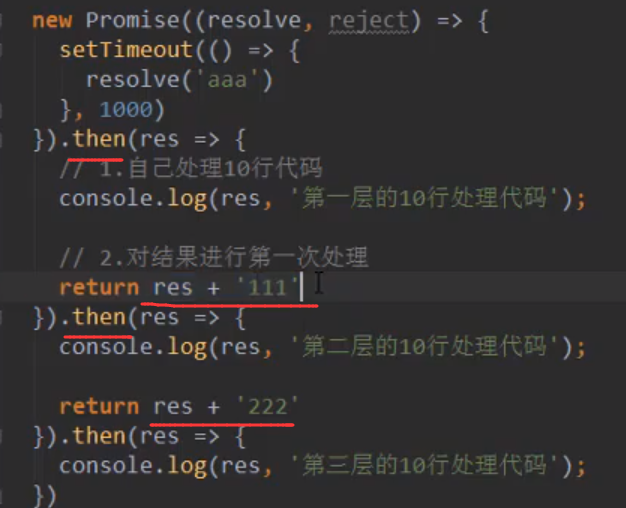 new Promise((resolve, reject) => {
  setTimeout(() => {
    resolve('aaa')
  }, 1000)
}).then(res => {
  // 1.自己处理10行代码
  console.log(res, '第一层的10行处理代码');
  // 2.对结果进行第一次处理
  return res + '111'
}).then(res => {
  console.log(res, '第二层的10行处理代码');
  return res + '222'
}).then(res => {
  console.log(res, '第三层的10行处理代码');
})